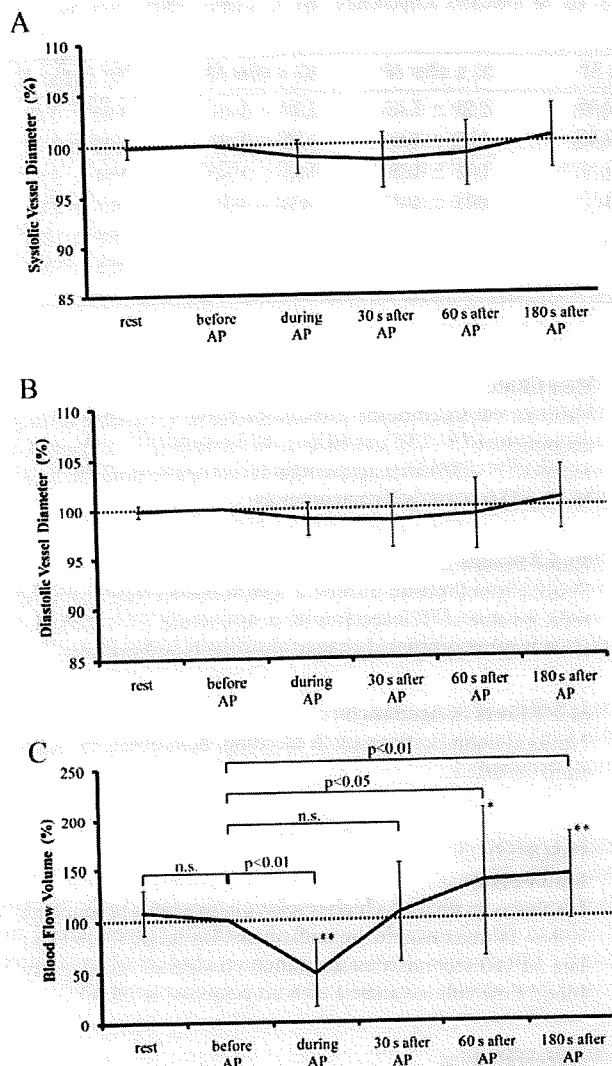 A
110
105
100
95
90
85
Systolic Vessel Diameter (%)
rest
before AP
during AP
30 s after AP
60 s after AP
180 s after AP
B
110
105
100
95
90
85
Diastolic Vessel Diameter (%)
rest
before AP
during AP
30 s after AP
60 s after AP
180 s after AP
C
250
200
150
100
50
0
Blood Flow Volume (%)
p<0.01
p<0.05
n.s.
n.s.
p<0.01
**
*
**
rest
before AP
during AP
30 s after AP
60 s after AP
180 s after AP